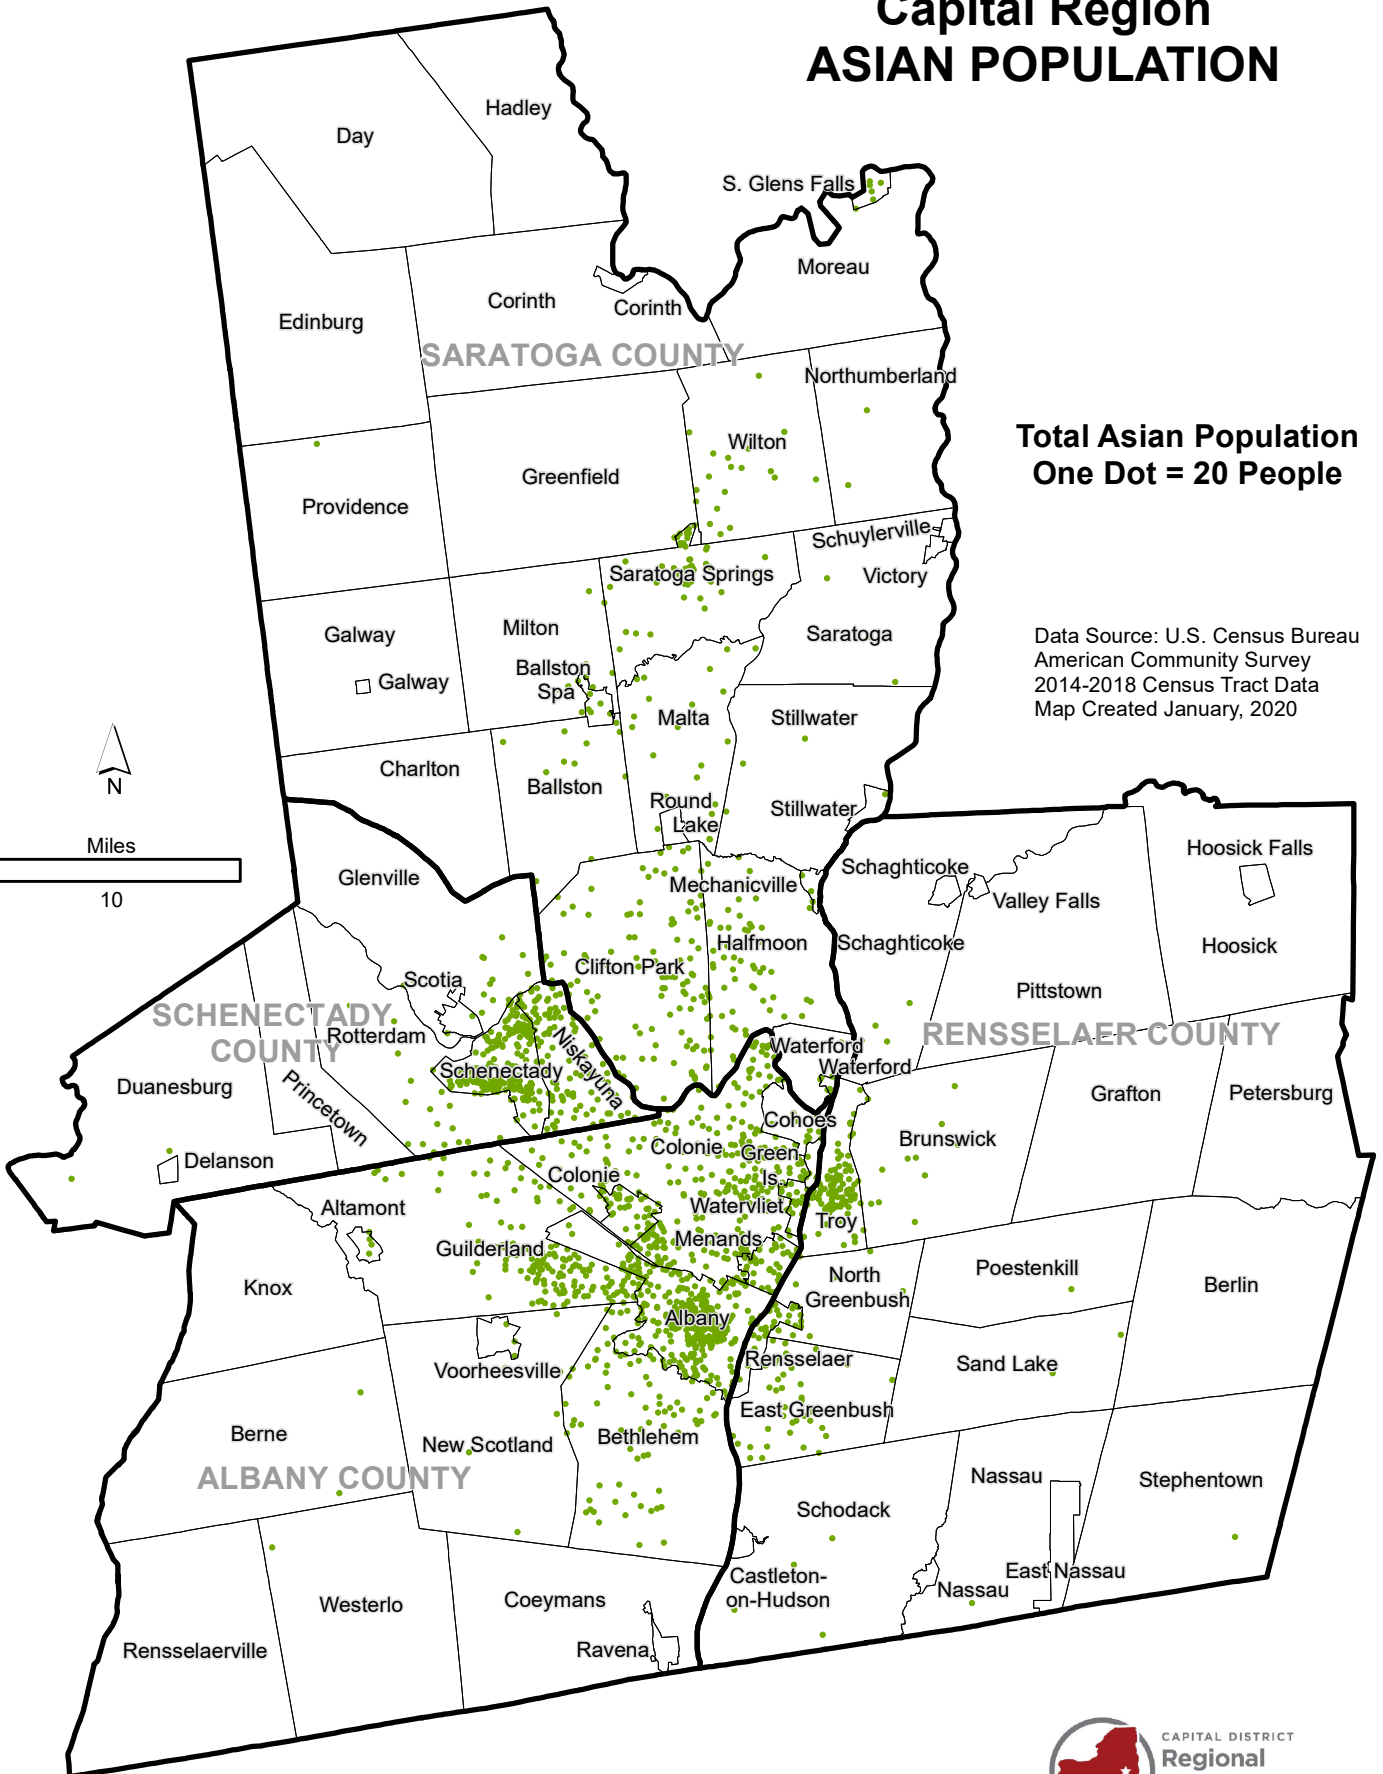 Capital Region
ASIAN POPULATION
Hadley
Day
S. Glens Falls
Moreau
Corinth
Corinth
Edinburg
SARATOGA COUNTY
Northumberland
Wilton
Total Asian Population
One Dot = 20 People
Greenfield
Providence
Schuylerville
Saratoga Springs
Victory
Galway
Milton
Saratoga
Data Source: U.S. Census Bureau
American Community Survey
2014-2018 Census Tract Data
Map Created January, 2020
Ballston
Spa
Galway
Malta
Stillwater
N
Charlton
Ballston
Round
Lake
Stillwater
Miles
10
Glenville
Mechanicville
Schaghticoke
Hoosick Falls
Valley Falls
Halfmoon
Schaghticoke
Hoosick
Clifton Park
Scotia
Pittstown
SCHENECTADY
COUNTY
Rotterdam
RENSSELAER COUNTY
Niskayuna
Waterford
Waterford
Schenectady
Duanesburg
Princetown
Grafton
Petersburg
Cohoes
Brunswick
Colonie
Green
Is.
Delanson
Colonie
Altamont
Watervliet
Troy
Menands
Guilderland
Poestenkill
North
Greenbush
Knox
Berlin
Albany
Rensselaer
Sand Lake
Voorheesville
East Greenbush
Berne
Bethlehem
New Scotland
ALBANY COUNTY
Nassau
Stephentown
Schodack
East Nassau
Castleton-
on-Hudson
Nassau
Westerlo
Coeymans
Rensselaerville
Ravena
CAPITAL DISTRICT
Regional